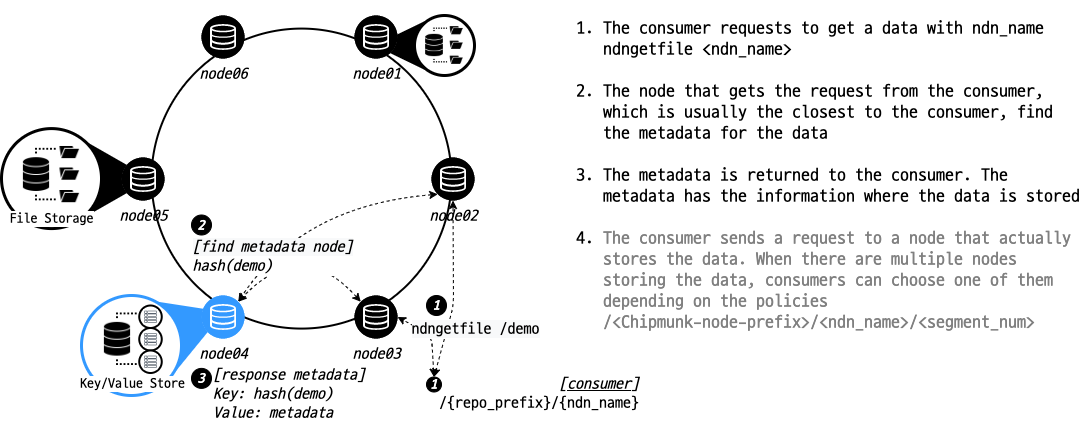 node06
node01
node05
File Storage
node02
2
[find metadata node]
hash(demo)
1
ndngetfile /demo
node04
node03
Key/Value Store
3
[response metadata]
Key: hash(demo)
Value: metadata
1
[consumer]
/{repo_prefix}/{ndn_name}
1. The consumer requests to get a data with ndn_name
ndngetfile <ndn_name>
2. The node that gets the request from the consumer,
which is usually the closest to the consumer, find
the metadata for the data
3. The metadata is returned to the consumer. The
metadata has the information where the data is stored
4. The consumer sends a request to a node that actually
stores the data. When there are multiple nodes
storing the data, consumers can choose one of them
depending on the policies
/<Chipmunk-node-prefix>/<ndn_name>/<segment_num>